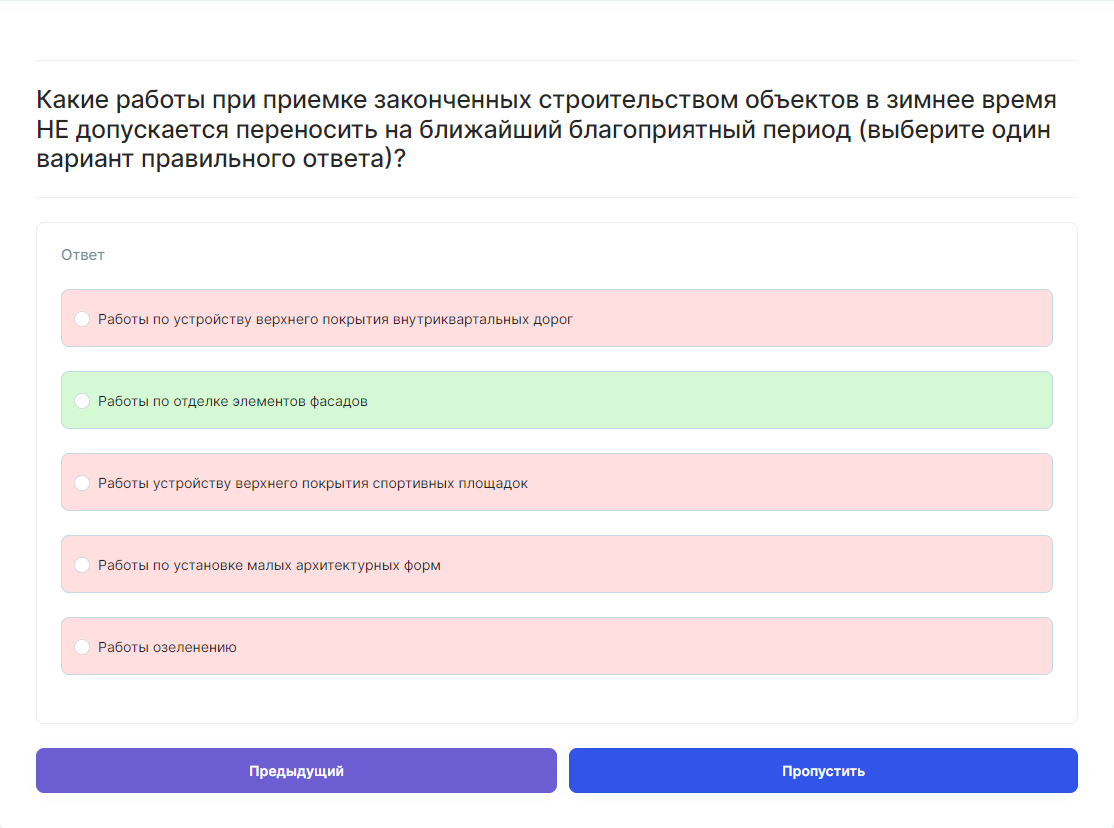 Какие работы при приемке законченных строительством объектов в зимнее время
НЕ допускается переносить на ближайший благоприятный период (выберите один
вариант правильного ответа)?
Ответ
Работы по устройству верхнего покрытия внутриквартальных дорог
Работы по отделке элементов фасадов
Работы устройству верхнего покрытия спортивных площадок
Работы по установке малых архитектурных форм
Работы озеленению
Предыдущий
Пропустить